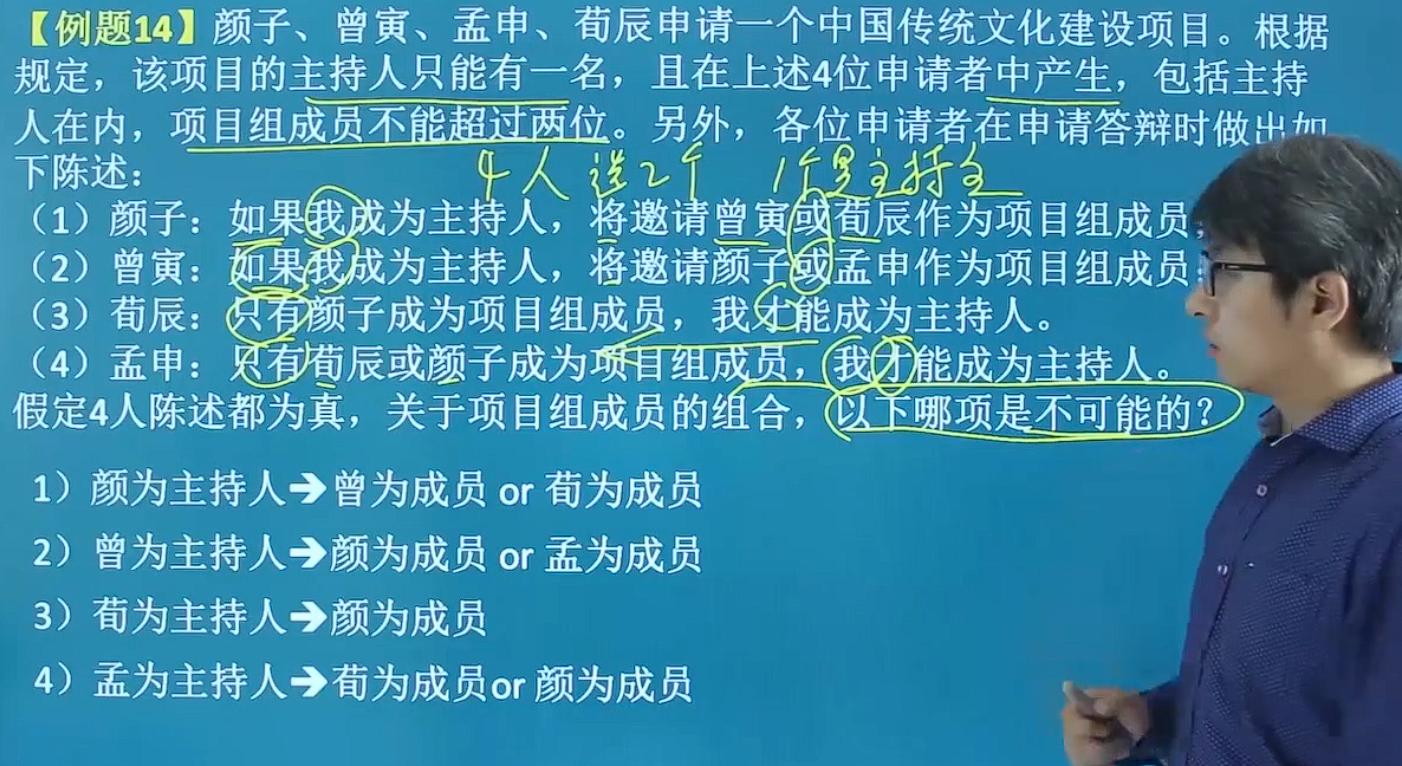 【例题14】颜子、曾寅、孟申、荀辰申请一个中国传统文化建设项目。根据
规定，该项目的主持人只能有一名，且在上述4位申请者中产生，包括主持
人在内，项目组成员不能超过两位。另外，各位申请者在申请答辩时做出如
下陈述：
4人选2个 1个是主持人
（1）颜子：如果我成为主持人，将邀请曾寅或荀辰作为项目组成员；
（2）曾寅：如果我成为主持人，将邀请颜子或孟申作为项目组成员；
（3）荀辰：只有颜子成为项目组成员，我才能成为主持人。
（4）孟申：只有荀辰或颜子成为项目组成员，我才能成为主持人。
假定4人陈述都为真，关于项目组成员的组合，以下哪项是不可能的？
1）颜为主持人➔曾为成员 or 荀为成员
2）曾为主持人➔颜为成员 or 孟为成员
3）荀为主持人➔颜为成员
4）孟为主持人➔荀为成员or 颜为成员